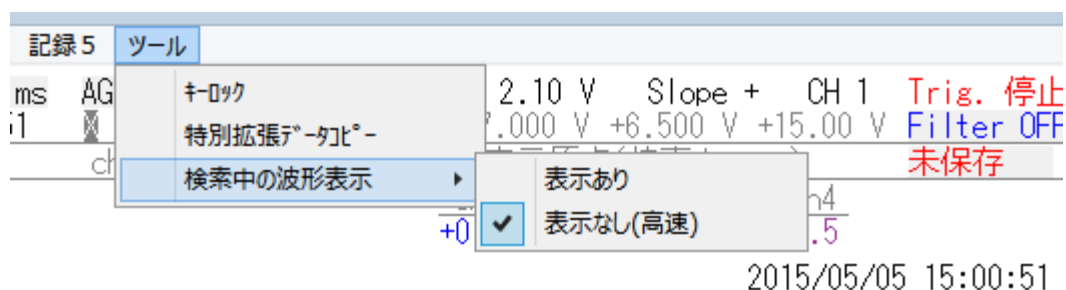 記録5 ツール
ms AG 2.10 V Slope + CH 1 Trig. 停止
.000 V +6.500 V +15.00 V Filter OFF
未保存
ｷｰﾛｯｸ
特別拡張ﾃﾞｰﾀｺﾋﾟｰ
検索中の波形表示
表示あり
表示なし(高速)
+0 .5
2015/05/05 15:00:51